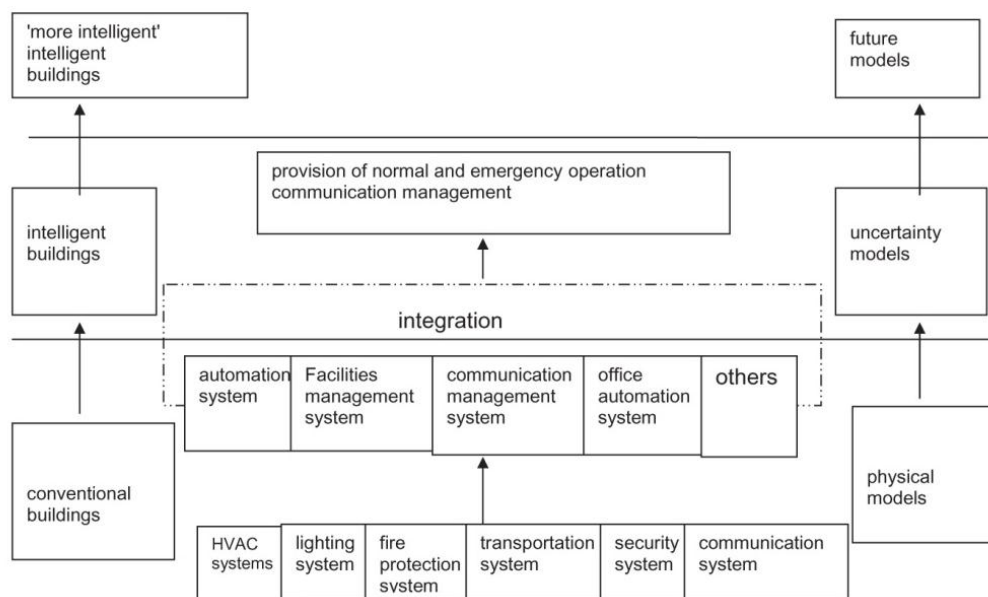 'more intelligent'
intelligent
buildings
future
models
provision of normal and emergency operation
communication management
intelligent
buildings
uncertainty
models
integration
automation
system
Facilities
management
system
communication
management
system
office
automation
system
others
conventional
buildings
physical
models
HVAC
systems
lighting
system
fire
protection
system
transportation
system
security
system
communication
system